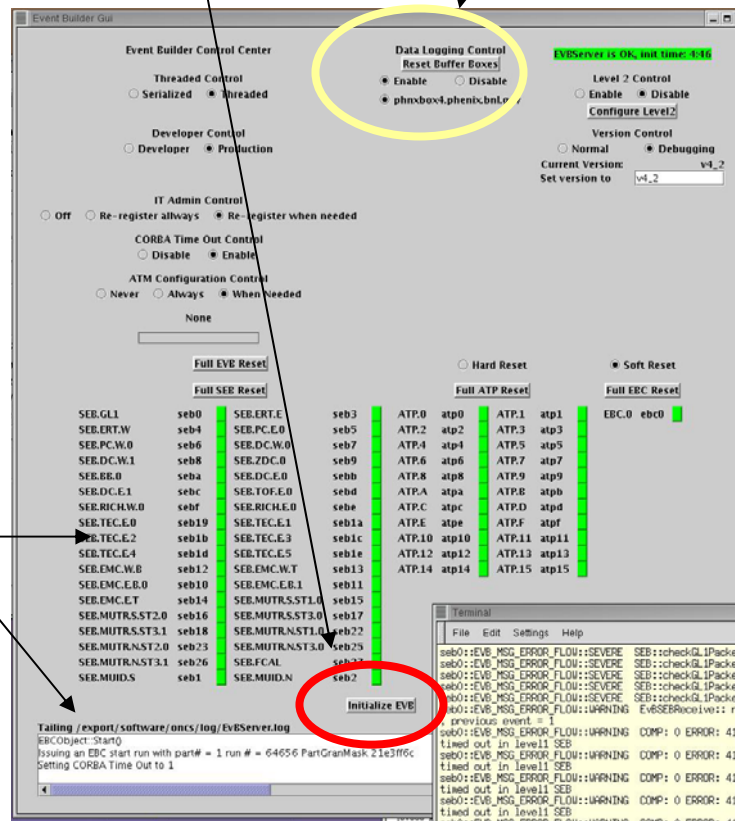 Event Builder Gui
Event Builder Control Center
Threaded Control
Serialized Threaded
Developer Control
Developer Production
IT Admin Control
Off Re-register allways Re-register when needed
CORBA Time Out Control
Disable Enable
ATM Configuration Control
Never Always When Needed
None
Data Logging Control
Reset Buffer Boxes
Enable Disable
phnxbox4.phenix.bnl.gov
EVBServer is OK, init time: 4:46
Level 2 Control
Enable Disable
Configure Level2
Version Control
Normal Debugging
Current Version: v4_2
Set version to v4_2
Full EVB Reset
Hard Reset Soft Reset
Full SEB Reset Full ATP Reset Full EBC Reset
SEB.GL1 seb0 SEB.ERT.E seb3 ATP.0 atp0 ATP.1 atp1 EBC.0 ebc0
SEB.ERT.W seb4 SEB.PC.E.0 seb5 ATP.2 atp2 ATP.3 atp3
SEB.PC.W.0 seb6 SEB.DC.W.0 seb7 ATP.4 atp4 ATP.5 atp5
SEB.DC.W.1 seb8 SEB.ZDC.0 seb9 ATP.6 atp6 ATP.7 atp7
SEB.BB.0 seba SEB.DC.E.0 sebb ATP.8 atp8 ATP.9 atp9
SEB.DC.E.1 sebc SEB.TOF.E.0 sebd ATP.A atpa ATP.B atpb
SEB.RICH.W.0 sebf SEB.RICH.E.0 sebe ATP.C atpc ATP.D atpd
SEB.TEC.E.0 seb19 SEB.TEC.E.1 seb1a ATP.E atpe ATP.F atpf
SEB.TEC.E.2 seb1b SEB.TEC.E.3 seb1c ATP.10 atp10 ATP.11 atp11
SEB.TEC.E.4 seb1d SEB.TEC.E.5 seb1e ATP.12 atp12 ATP.13 atp13
SEB.EMC.W.B seb12 SEB.EMC.W.T seb13 ATP.14 atp14 ATP.15 atp15
SEB.EMC.E.B.0 seb10 SEB.EMC.E.B.1 seb11
SEB.EMC.E.T seb14 SEB.MUTR.S.ST1.0 seb15
SEB.MUTR.S.ST2.0 seb16 SEB.MUTR.S.ST3.0 seb17
SEB.MUTR.S.ST3.1 seb18 SEB.MUTR.N.ST1.0 seb22
SEB.MUTR.N.ST2.0 seb23 SEB.MUTR.N.ST3.0 seb25
SEB.MUTR.N.ST3.1 seb26 SEB.FCAL seb27
SEB.MUID.S seb1 SEB.MUID.N seb2
Initialize EVB
Tailing /export/software/oncs/log/EvBServer.log
EBCObject::Start()
Issuing an EBC start run with part# = 1 run # = 64656 PartGranMask 21e3ff6c
Setting CORBA Time Out to 1
Terminal
File Edit Settings Help
seb0::EVB_MSG_ERROR_FLOW::SEVERE SEB::checkGL1Packe
seb0::EVB_MSG_ERROR_FLOW::SEVERE SEB::checkGL1Packe
seb0::EVB_MSG_ERROR_FLOW::SEVERE SEB::checkGL1Packe
seb0::EVB_MSG_ERROR_FLOW::SEVERE SEB::checkGL1Packe
seb0::EVB_MSG_ERROR_FLOW::WARNING EvBSEBReceive:: r
, previous event = 1
seb0::EVB_MSG_ERROR_FLOW::WARNING COMP: 0 ERROR: 41
timed out in level1 SEB
seb0::EVB_MSG_ERROR_FLOW::WARNING COMP: 0 ERROR: 41
timed out in level1 SEB
seb0::EVB_MSG_ERROR_FLOW::WARNING COMP: 0 ERROR: 41
timed out in level1 SEB
seb0::EVB_MSG_ERROR_FLOW::WARNING COMP: 0 ERROR: 41
timed out in level1 SEB